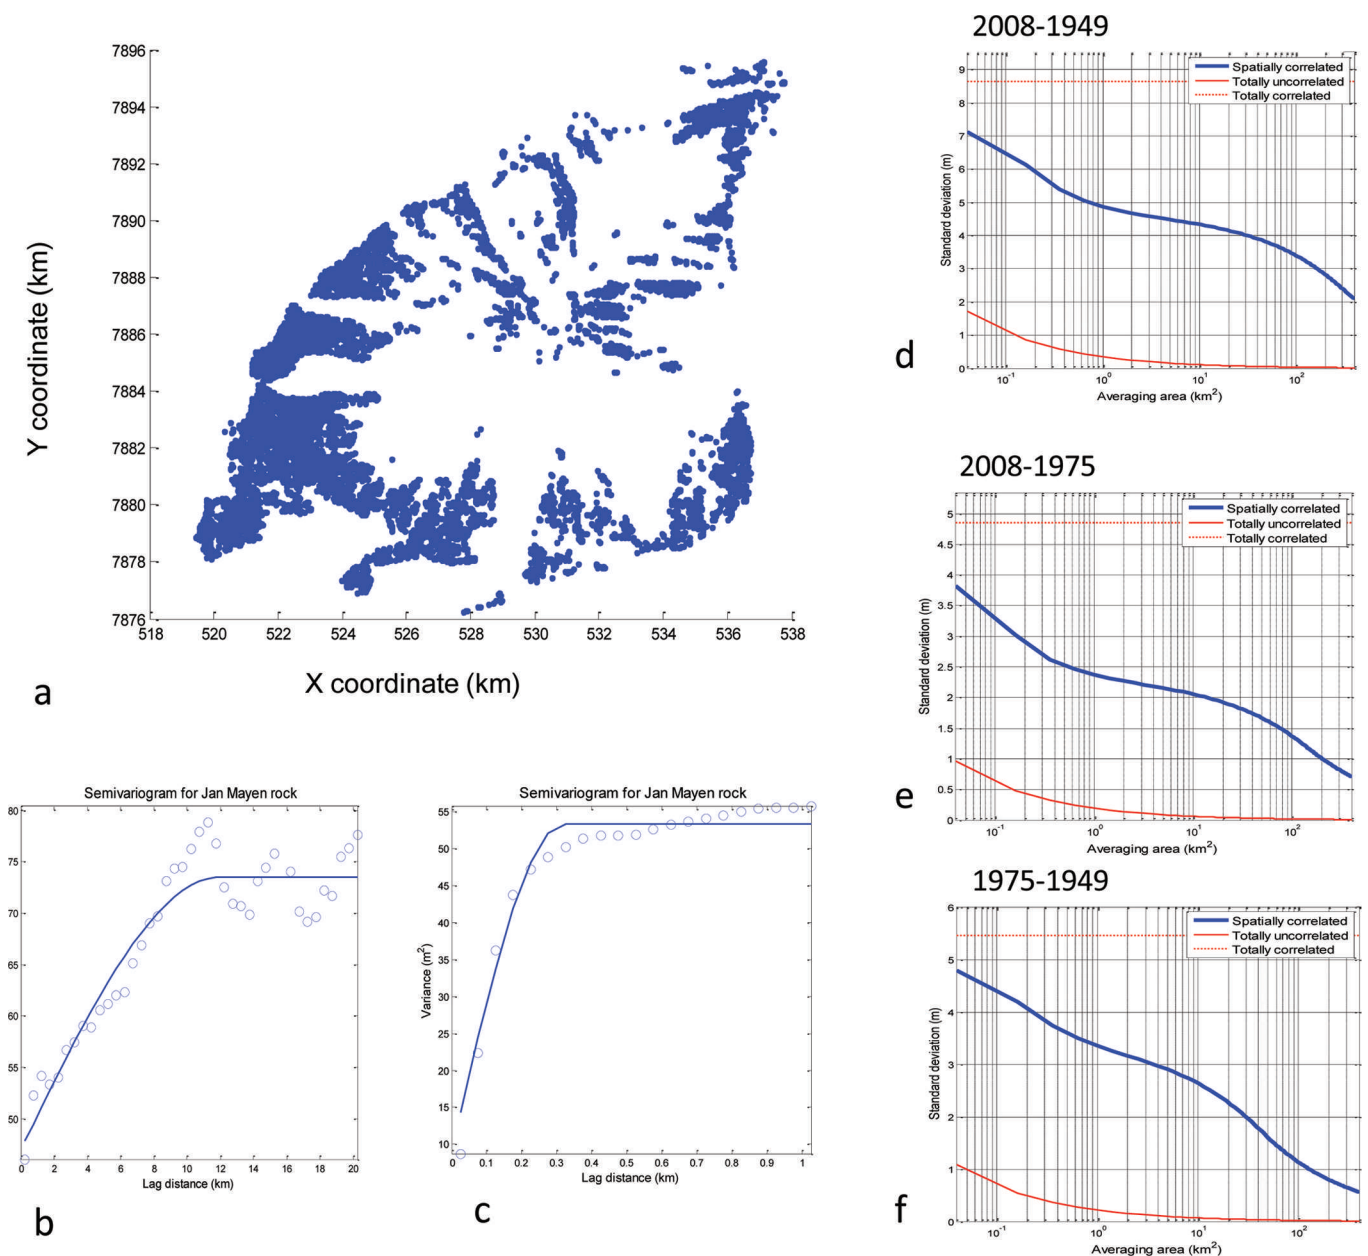 7896
7894
7892
7890
7888
7886
7884
7882
7880
7878
7876
Y coordinate (km)
518 520 522 524 526 528 530 532 534 536 538
X coordinate (km)
a
Semivariogram for Jan Mayen rock
80
75
70
65
60
55
50
0 2 4 6 8 10 12 14 16 18 20
Lag distance (km)
b
Semivariogram for Jan Mayen rock
55
50
45
40
35
30
25
20
15
10
Variance (m²)
0 0.1 0.2 0.3 0.4 0.5 0.6 0.7 0.8 0.9 1
Lag distance (km)
c
2008-1949
Spatially correlated
Totally uncorrelated
Totally correlated
9
8
7
6
5
4
3
2
1
0
Standard deviation (m)
10⁻¹ 10⁰ 10¹ 10²
Averaging area (km²)
d
2008-1975
Spatially correlated
Totally uncorrelated
Totally correlated
5
4.5
4
3.5
3
2.5
2
1.5
1
0.5
0
Standard deviation (m)
10⁻¹ 10⁰ 10¹ 10²
Averaging area (km²)
e
1975-1949
Spatially correlated
Totally uncorrelated
Totally correlated
6
5
4
3
2
1
0
Standard deviation (m)
10⁻¹ 10⁰ 10¹ 10²
Averaging area (km²)
f